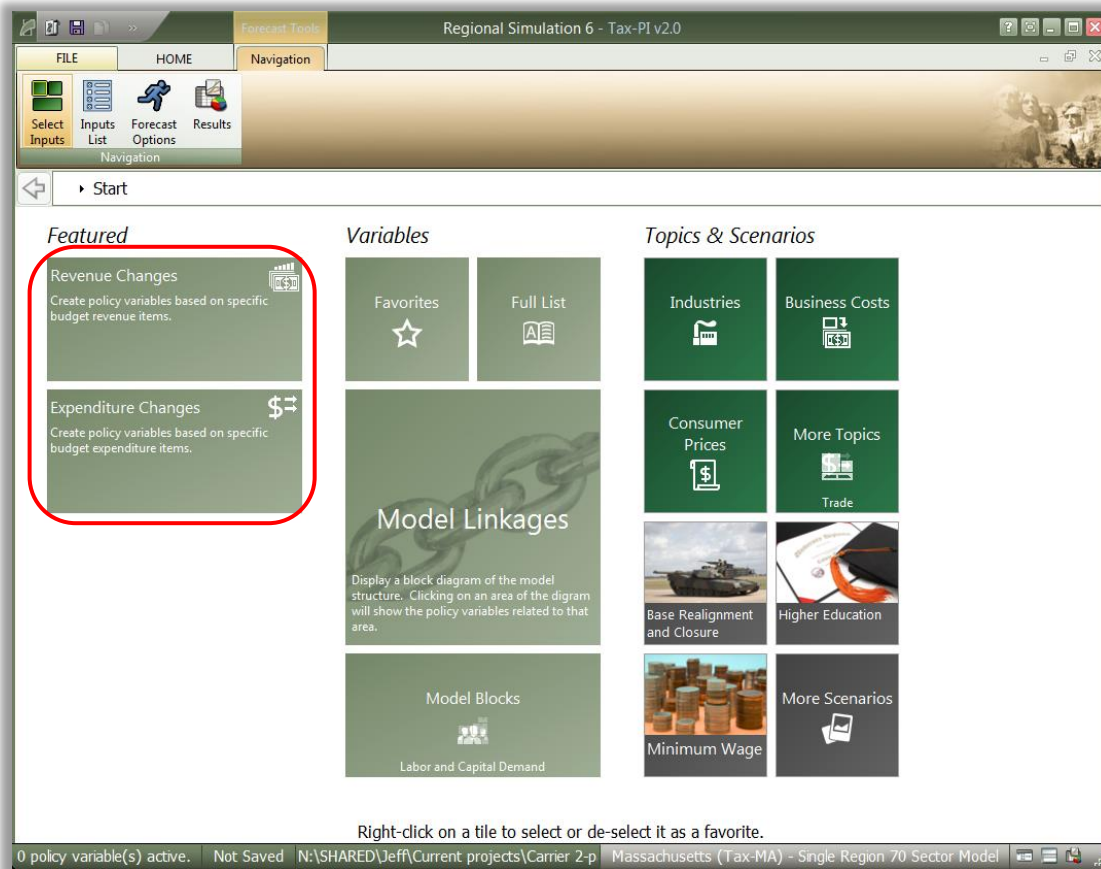 Forecast Tools
Regional Simulation 6 - Tax-PI v2.0
FILE
HOME
Navigation
Select
Inputs
Inputs
List
Forecast
Options
Results
Navigation
Start
Featured
Revenue Changes
Create policy variables based on specific
budget revenue items.
Expenditure Changes
Create policy variables based on specific
budget expenditure items.
Variables
Favorites
Full List
Model Linkages
Display a block diagram of the model
structure. Clicking on an area of the digram
will show the policy variables related to that
area.
Model Blocks
Labor and Capital Demand
Topics & Scenarios
Industries
Business Costs
Consumer
Prices
More Topics
Trade
Base Realignment
and Closure
Higher Education
Minimum Wage
More Scenarios
Right-click on a tile to select or de-select it as a favorite.
0 policy variable(s) active.
Not Saved
N:\SHARED\Jeff\Current projects\Carrier 2-p
Massachusetts (Tax-MA) - Single Region 70 Sector Model